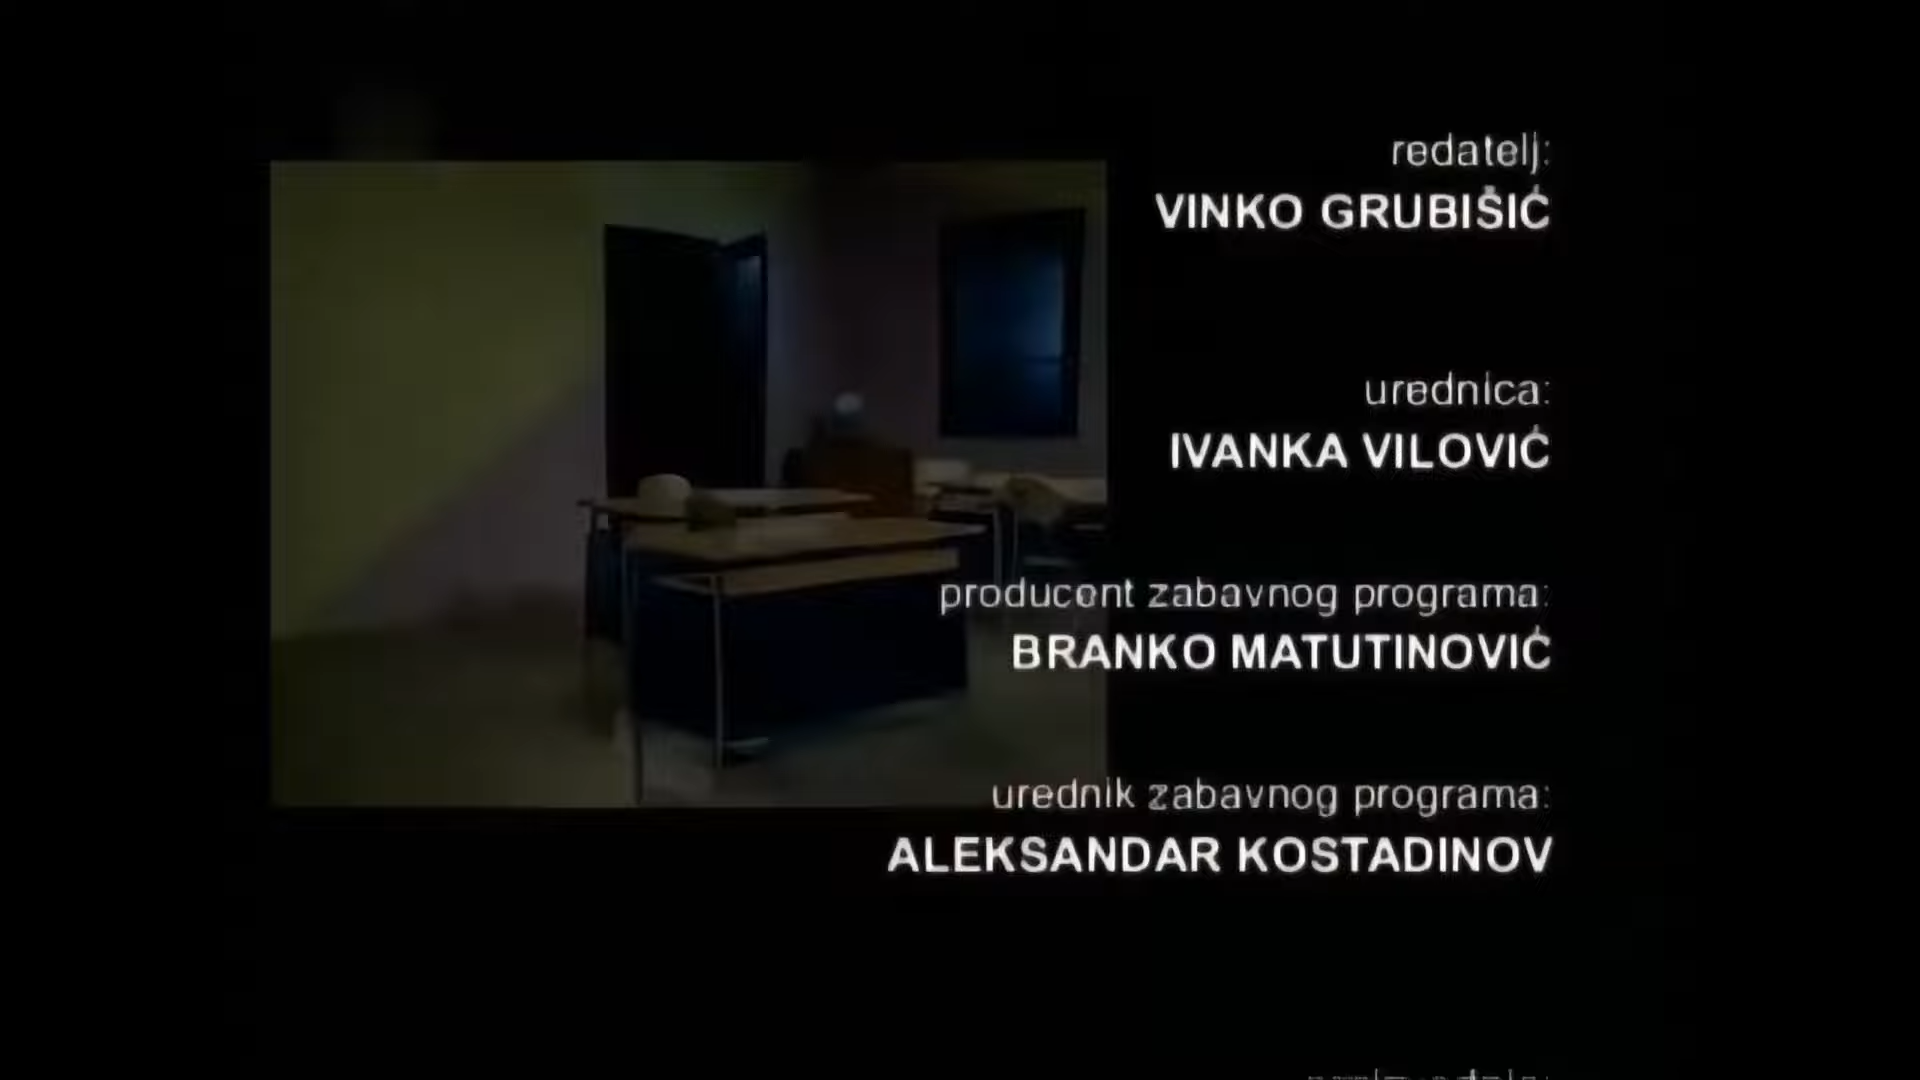 redatelj:
VINKO GRUBIŠIĆ
urednica:
IVANKA VILOVIĆ
producent zabavnog programa:
BRANKO MATUTINOVIĆ
urednik zabavnog programa:
ALEKSANDAR KOSTADINOV